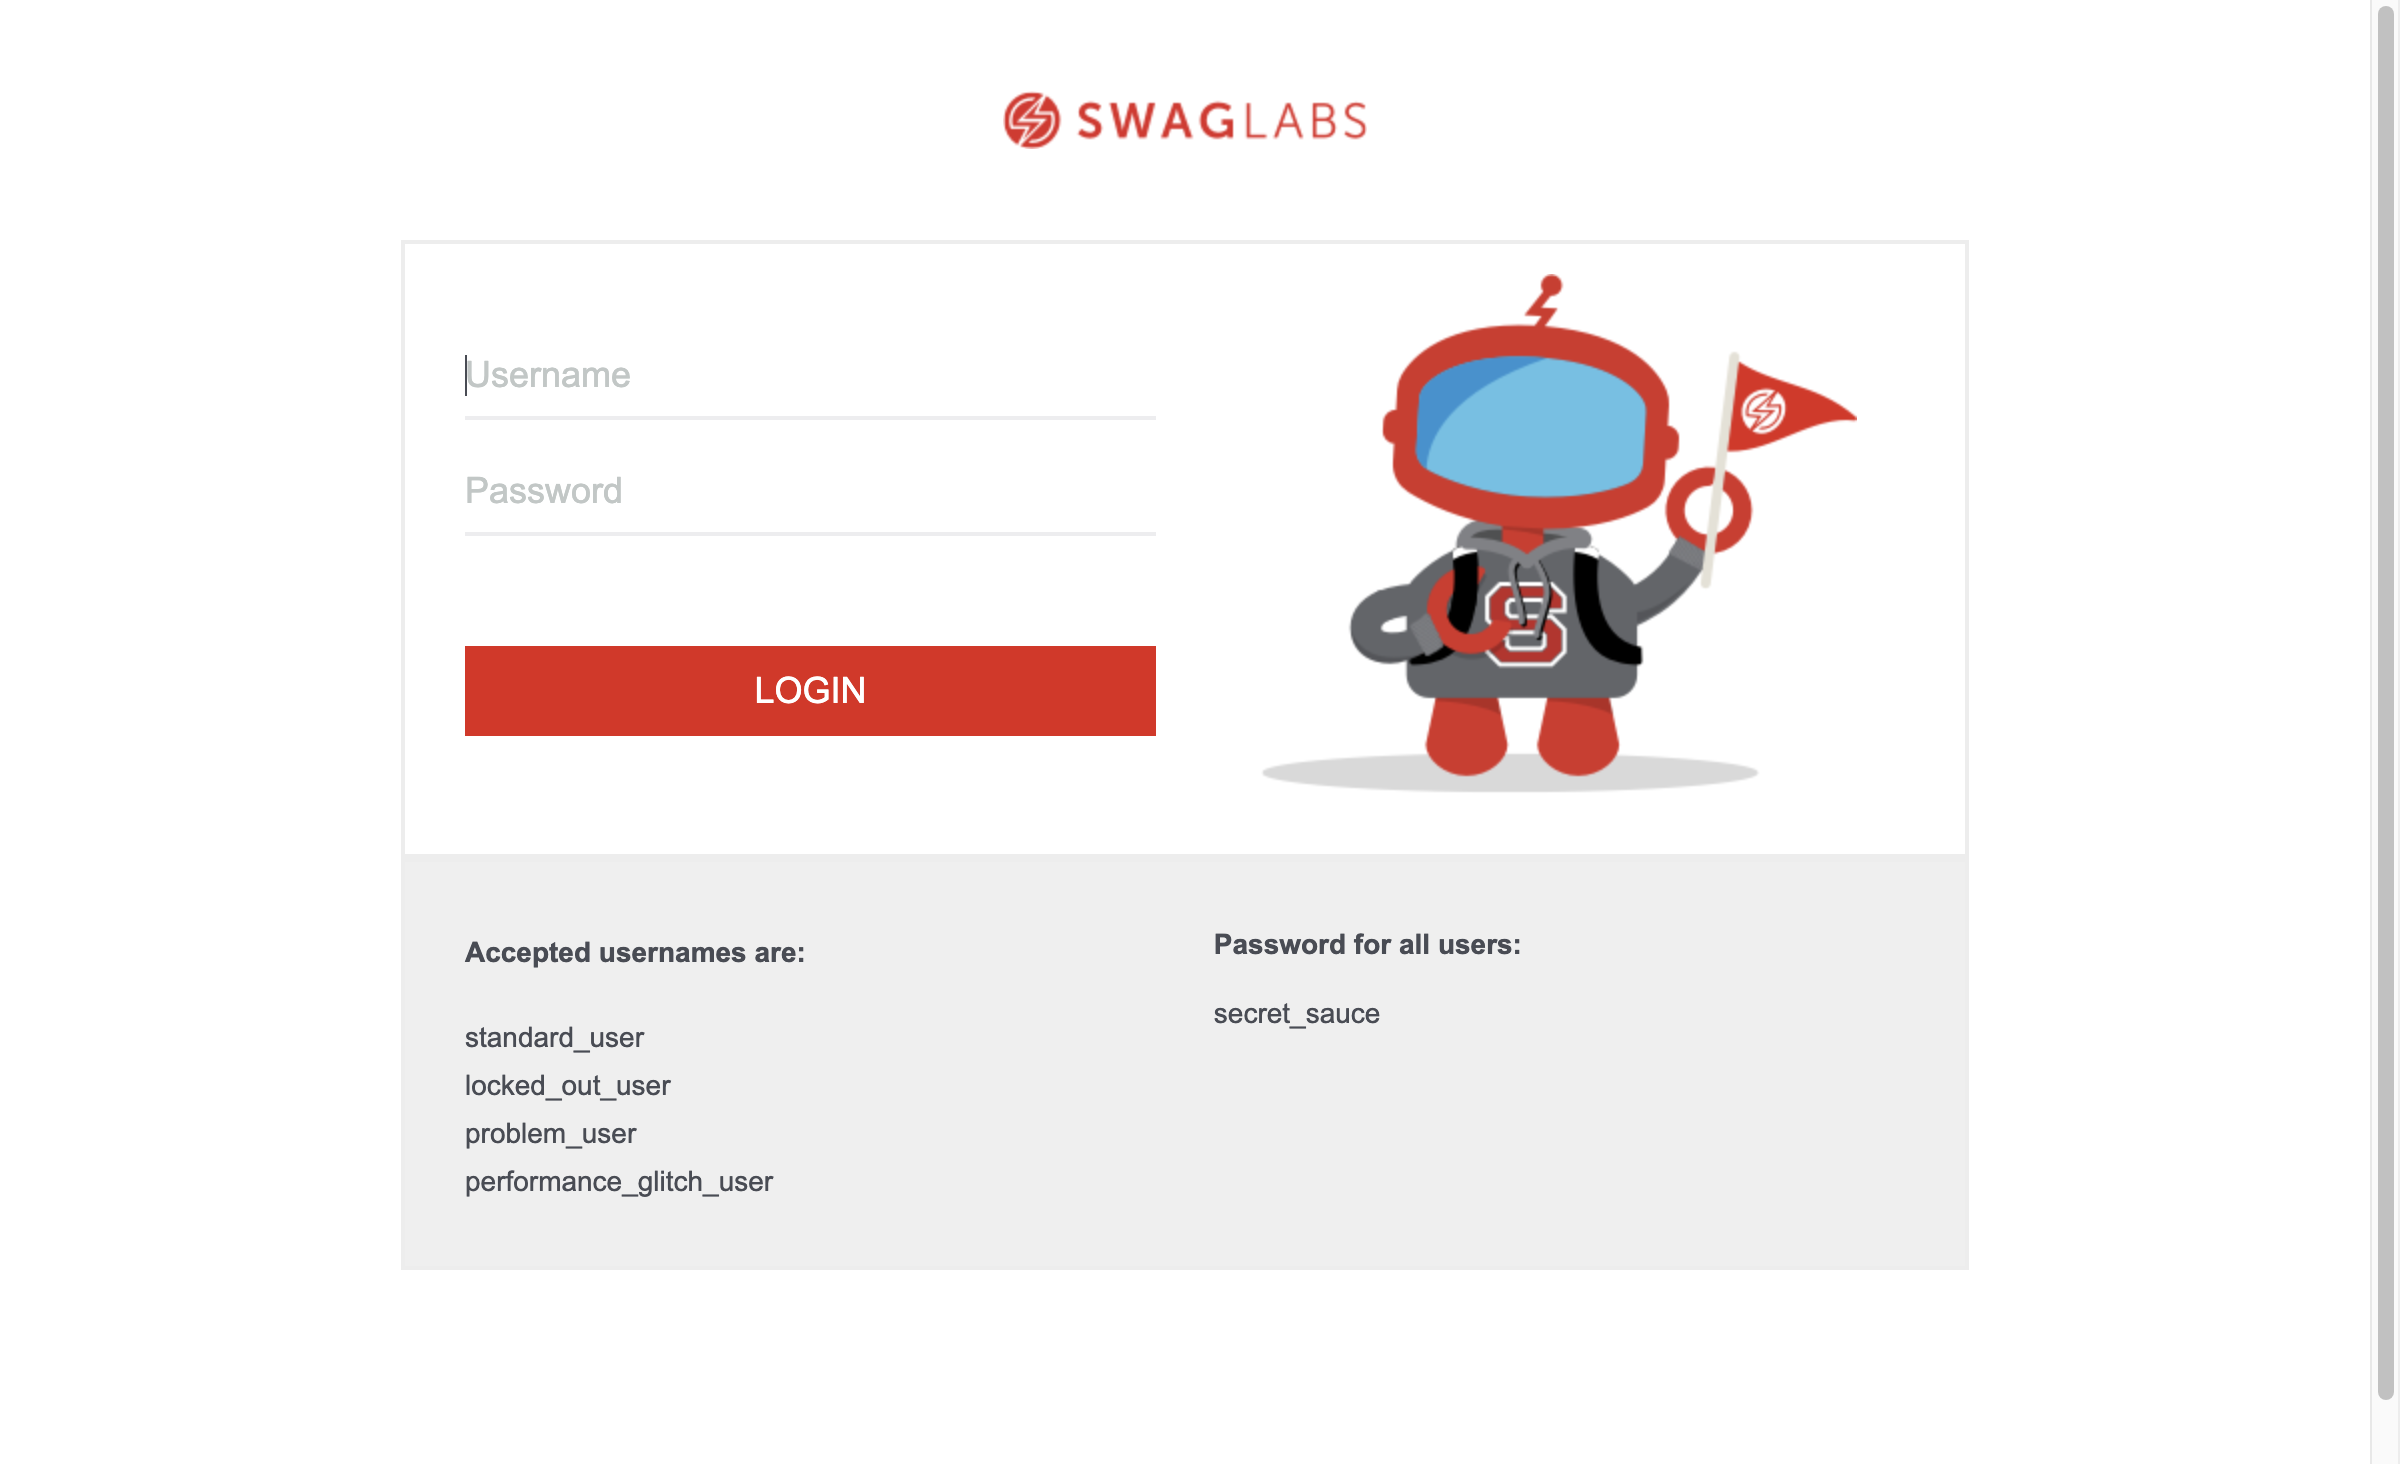 SWAGLABS
Username
Password
LOGIN
Accepted usernames are:
standard_user
locked_out_user
problem_user
performance_glitch_user
Password for all users:
secret_sauce
S